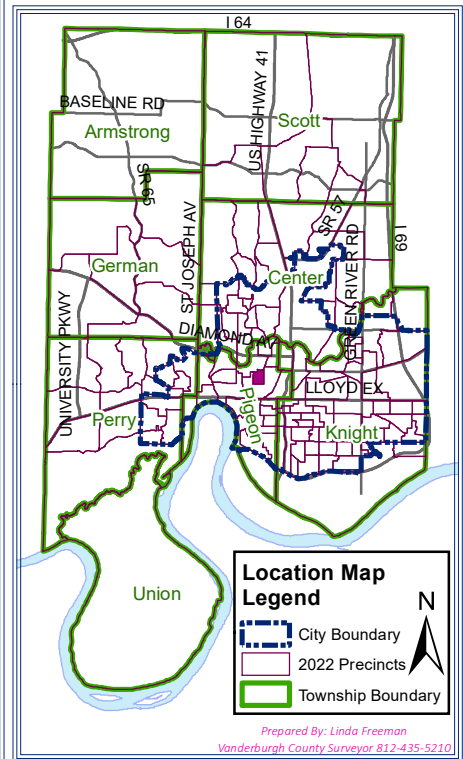 I 64
US HIGHWAY 41
BASELINE RD
Scott
Armstrong
SR 65
ST JOSEPH AV
SR 57
GREEN RIVER RD
I 69
German
Center
UNIVERSITY PKWY
DIAMOND AV
LLOYD EX
Perry
Pigeon
Knight
Union
Location Map
Legend
N
City Boundary
2022 Precincts
Township Boundary
Prepared By: Linda Freeman
Vanderburgh County Surveyor 812-435-5210